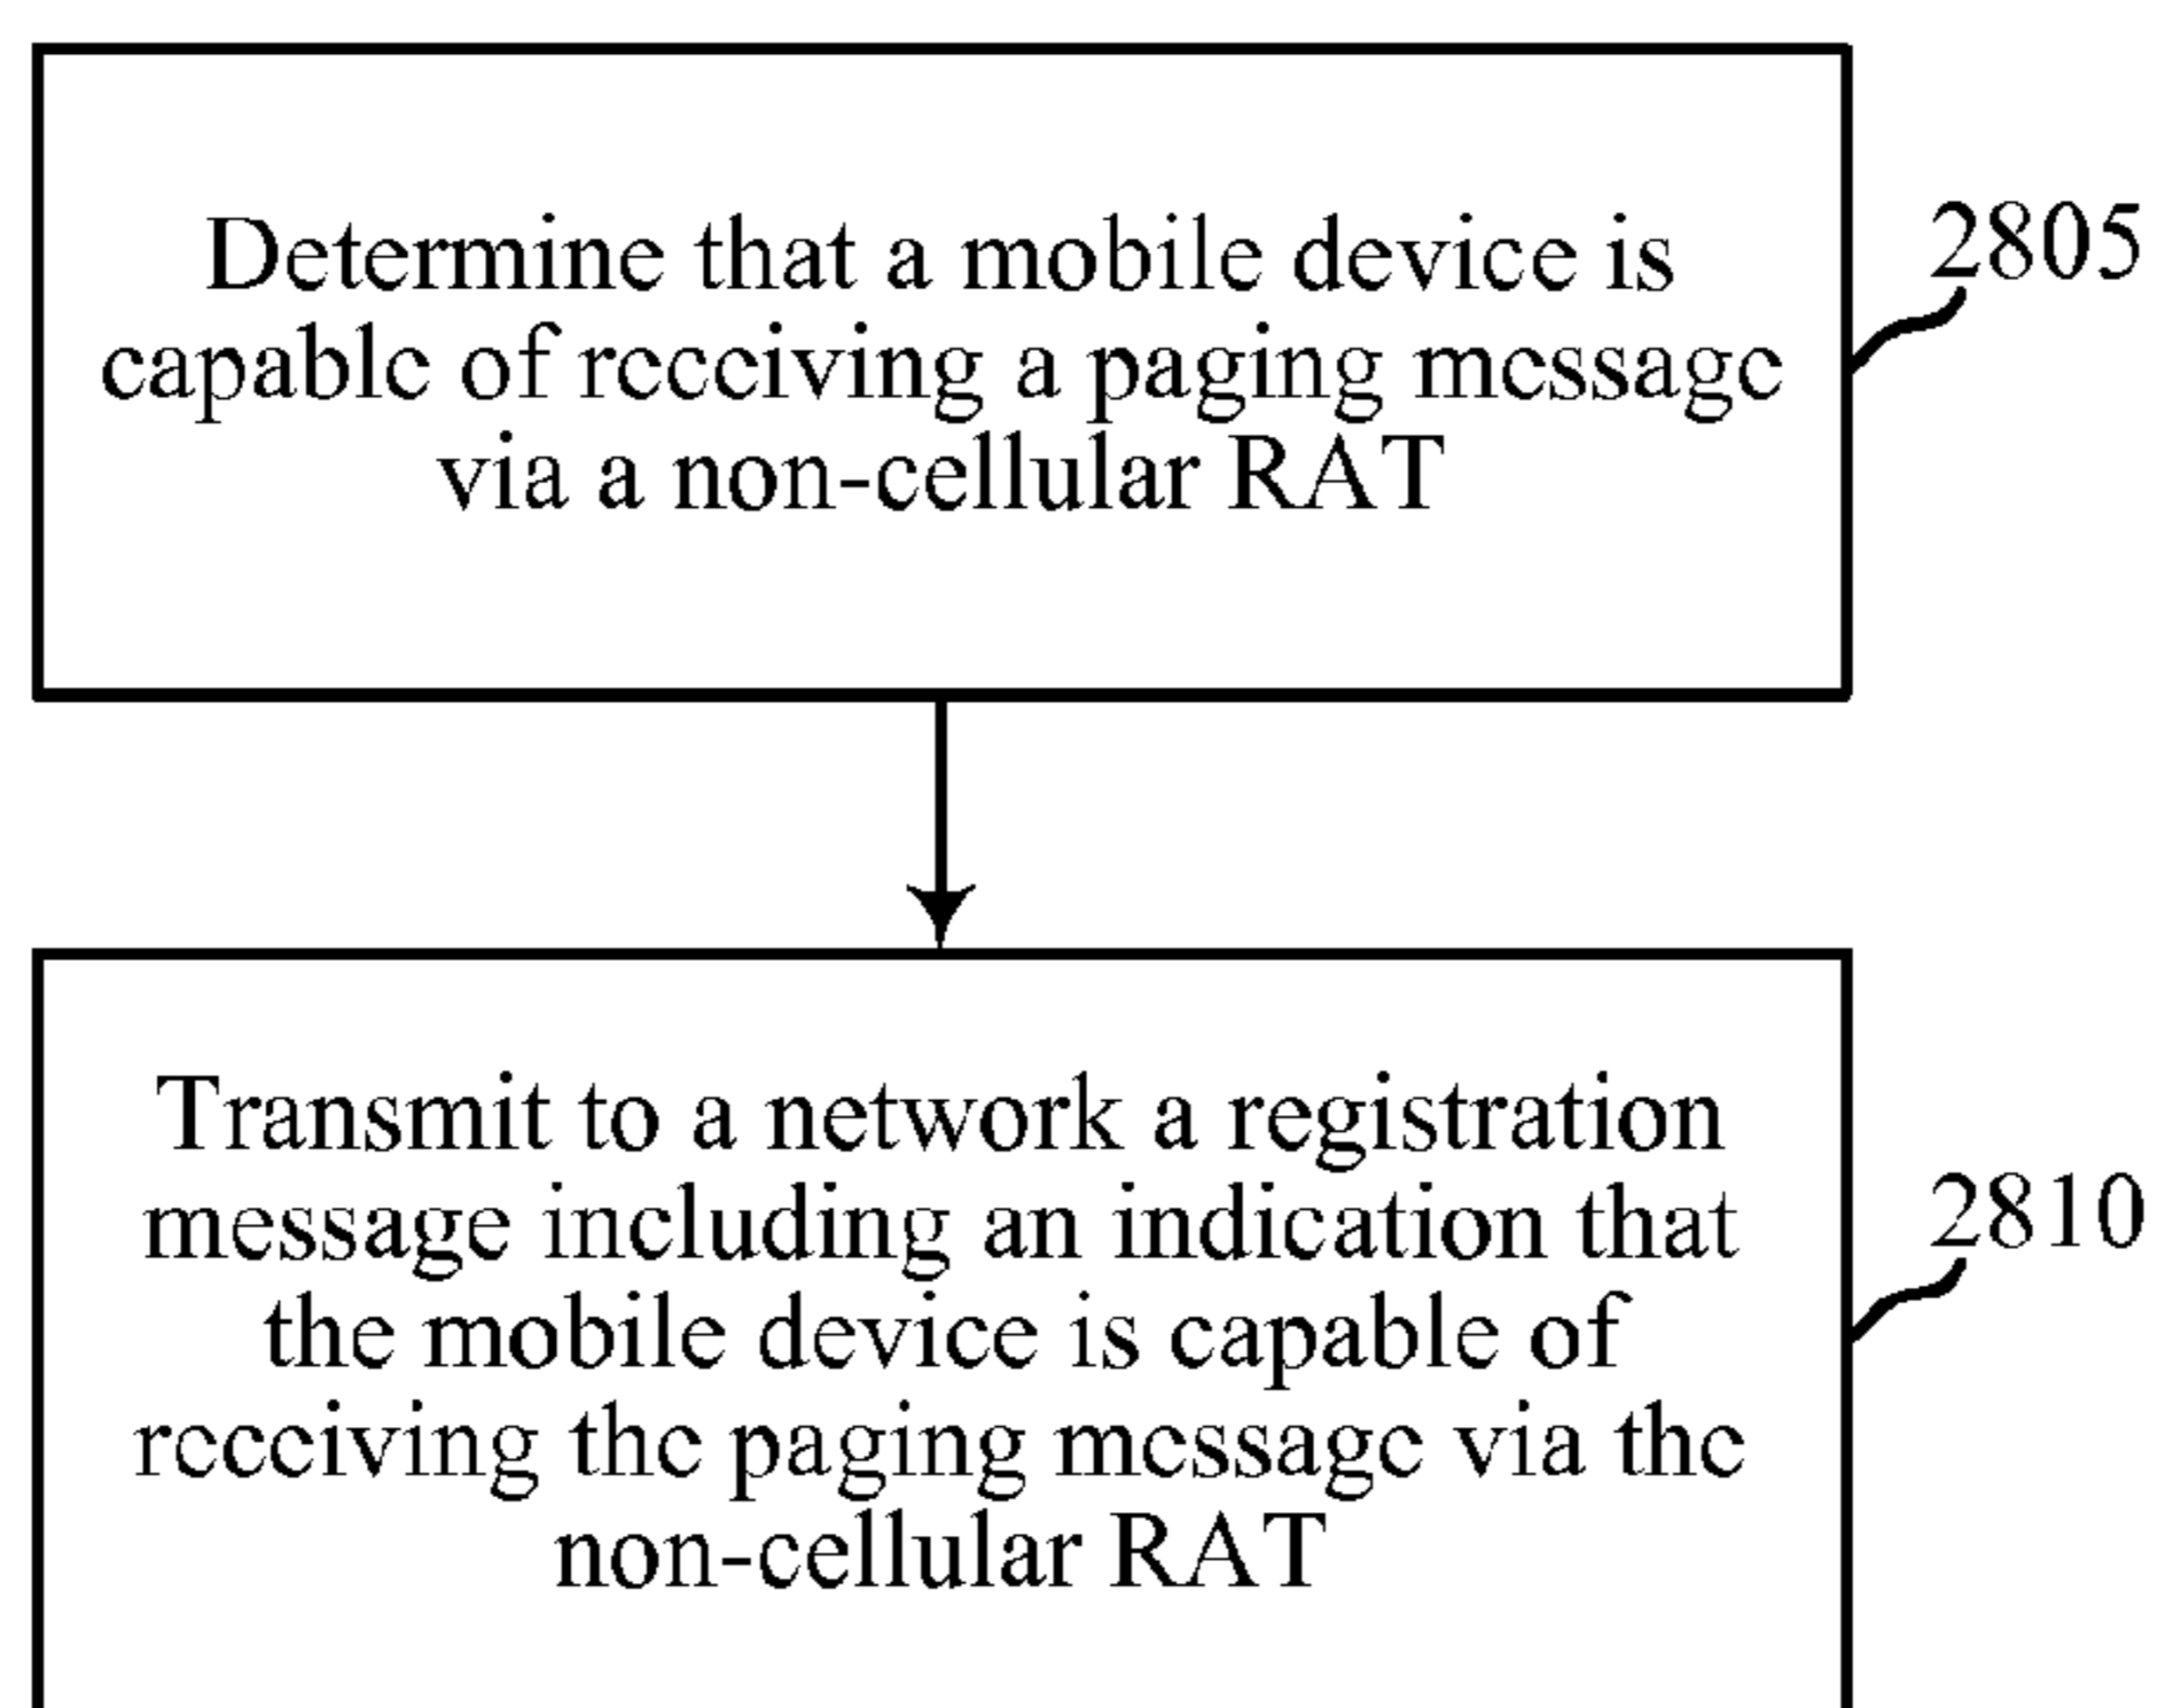 Determine that a mobile device is
capable of receiving a paging message
via a non-cellular RAT
2805
Transmit to a network a registration
message including an indication that
the mobile device is capable of
receiving the paging message via the
non-cellular RAT
2810